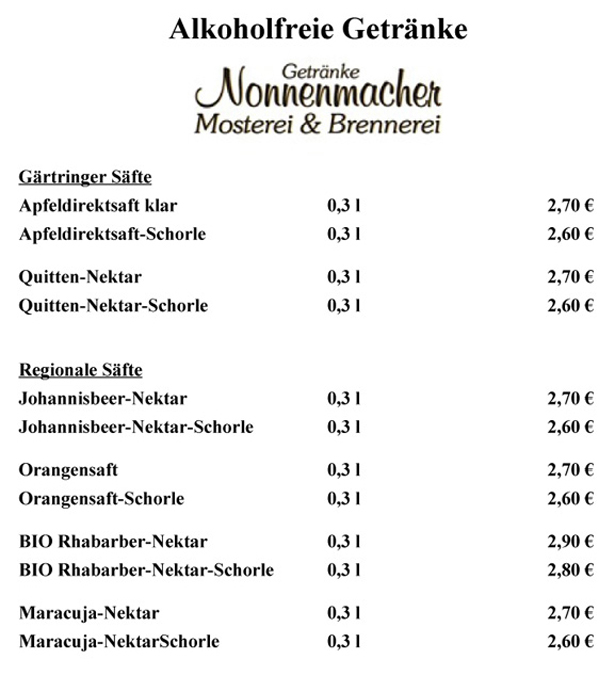 Alkoholfreie Getränke
Getränke
Nonnenmacher
Mosterei & Brennerei
Gärtringer Säfte
Apfeldirektsaft klar 0,3 l 2,70 €
Apfeldirektsaft-Schorle 0,3 l 2,60 €
Quitten-Nektar 0,3 l 2,70 €
Quitten-Nektar-Schorle 0,3 l 2,60 €
Regionale Säfte
Johannisbeer-Nektar 0,3 l 2,70 €
Johannisbeer-Nektar-Schorle 0,3 l 2,60 €
Orangensaft 0,3 l 2,70 €
Orangensaft-Schorle 0,3 l 2,60 €
BIO Rhabarber-Nektar 0,3 l 2,90 €
BIO Rhabarber-Nektar-Schorle 0,3 l 2,80 €
Maracuja-Nektar 0,3 l 2,70 €
Maracuja-NektarSchorle 0,3 l 2,60 €